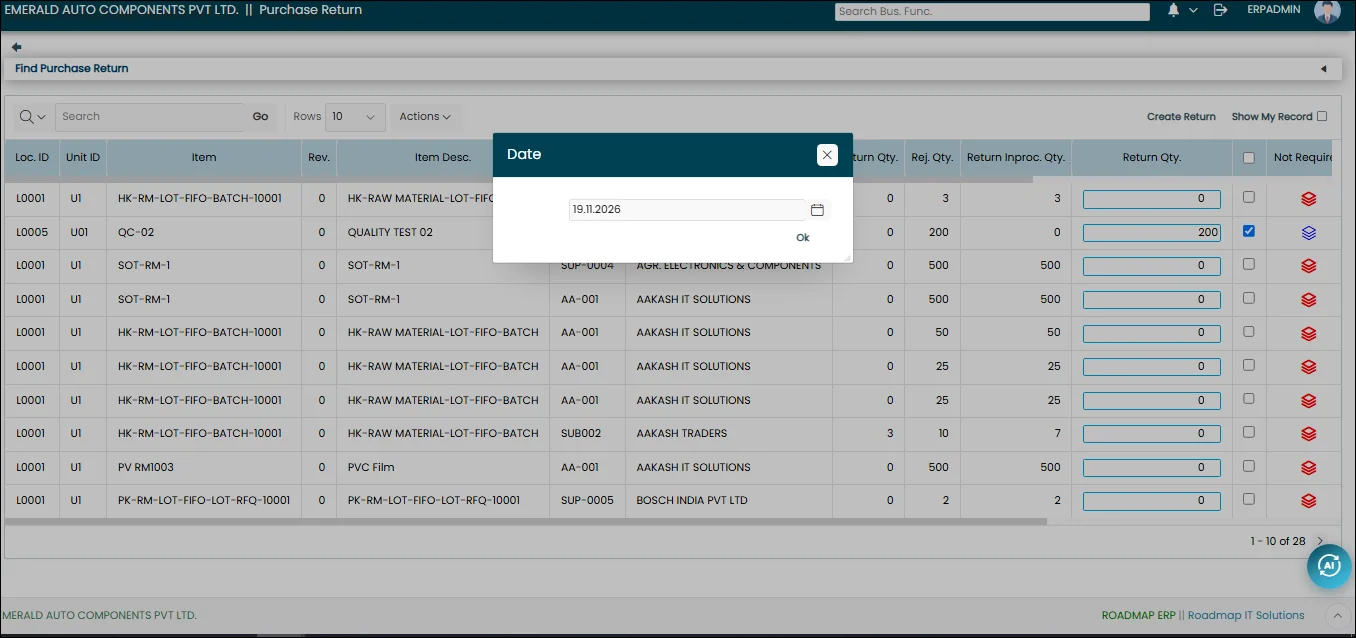 EMERALD AUTO COMPONENTS PVT LTD. || Purchase Return
Search Bus. Func.
ERPADMIN
Find Purchase Return
Search Go Rows 10 Actions Create Return Show My Record
Date
19.11.2026
Ok
Loc. ID Unit ID Item Rev. Item Desc. Qty. Rej. Qty. Return Inproc. Qty. Return Qty. Not Require
L0001 U1 HK-RM-LOT-FIFO-BATCH-10001 0 HK-RAW MATERIAL-LOT-FIFO 0 3 3 0
L0005 U01 QC-02 0 QUALITY TEST 02 0 200 0 200
L0001 U1 SOT-RM-1 0 SOT-RM-1 SUP-0004 AGR. ELECTRONICS & COMPONENTS 0 500 500 0
L0001 U1 SOT-RM-1 0 SOT-RM-1 AA-001 AAKASH IT SOLUTIONS 0 500 500 0
L0001 U1 HK-RM-LOT-FIFO-BATCH-10001 0 HK-RAW MATERIAL-LOT-FIFO-BATCH AA-001 AAKASH IT SOLUTIONS 0 50 50 0
L0001 U1 HK-RM-LOT-FIFO-BATCH-10001 0 HK-RAW MATERIAL-LOT-FIFO-BATCH AA-001 AAKASH IT SOLUTIONS 0 25 25 0
L0001 U1 HK-RM-LOT-FIFO-BATCH-10001 0 HK-RAW MATERIAL-LOT-FIFO-BATCH AA-001 AAKASH IT SOLUTIONS 0 25 25 0
L0001 U1 HK-RM-LOT-FIFO-BATCH-10001 0 HK-RAW MATERIAL-LOT-FIFO-BATCH SUB002 AAKASH TRADERS 3 10 7 0
L0001 U1 PV RM1003 0 PVC Film AA-001 AAKASH IT SOLUTIONS 0 500 500 0
L0001 U1 PK-RM-LOT-FIFO-LOT-RFQ-10001 0 PK-RM-LOT-FIFO-LOT-RFQ-10001 SUP-0005 BOSCH INDIA PVT LTD 0 2 2 0
1 - 10 of 28
AI
MERALD AUTO COMPONENTS PVT LTD. ROADMAP ERP || Roadmap IT Solutions